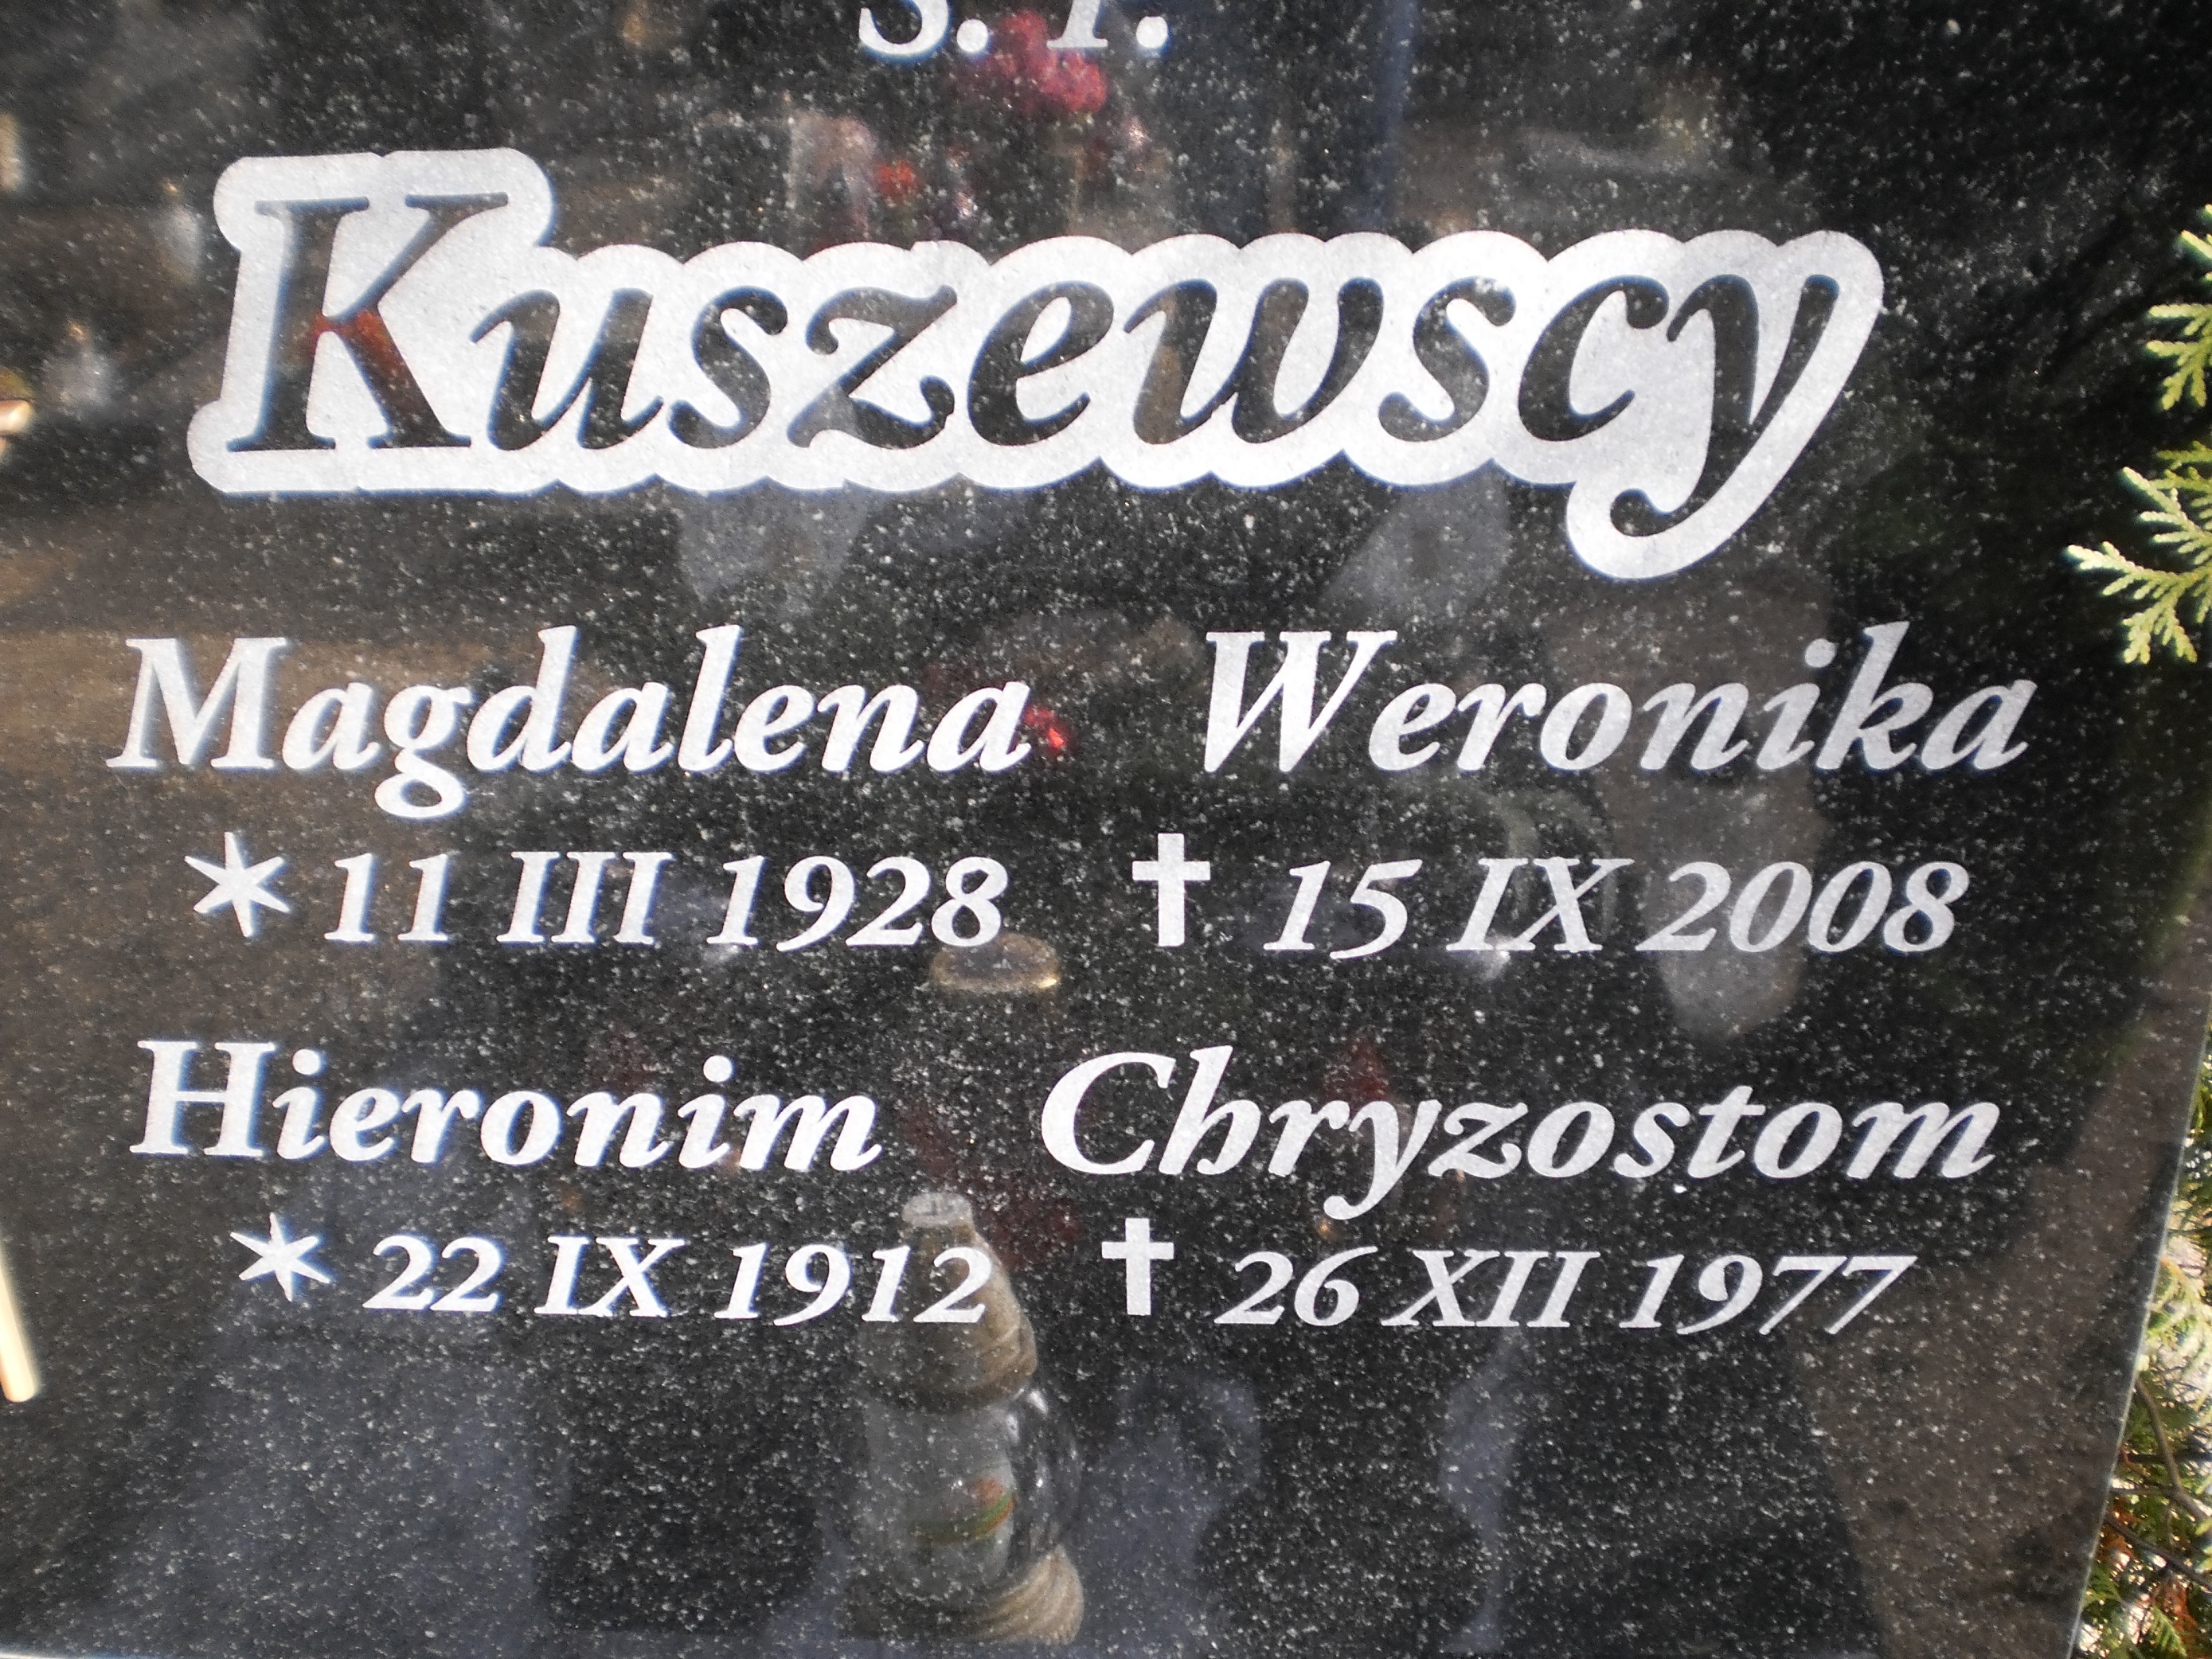 Ś. P.
Kuszewscy
Magdalena Weronika
* 11 III 1928 † 15 IX 2008
Hieronim Chryzostom
* 22 IX 1912 † 26 XII 1977